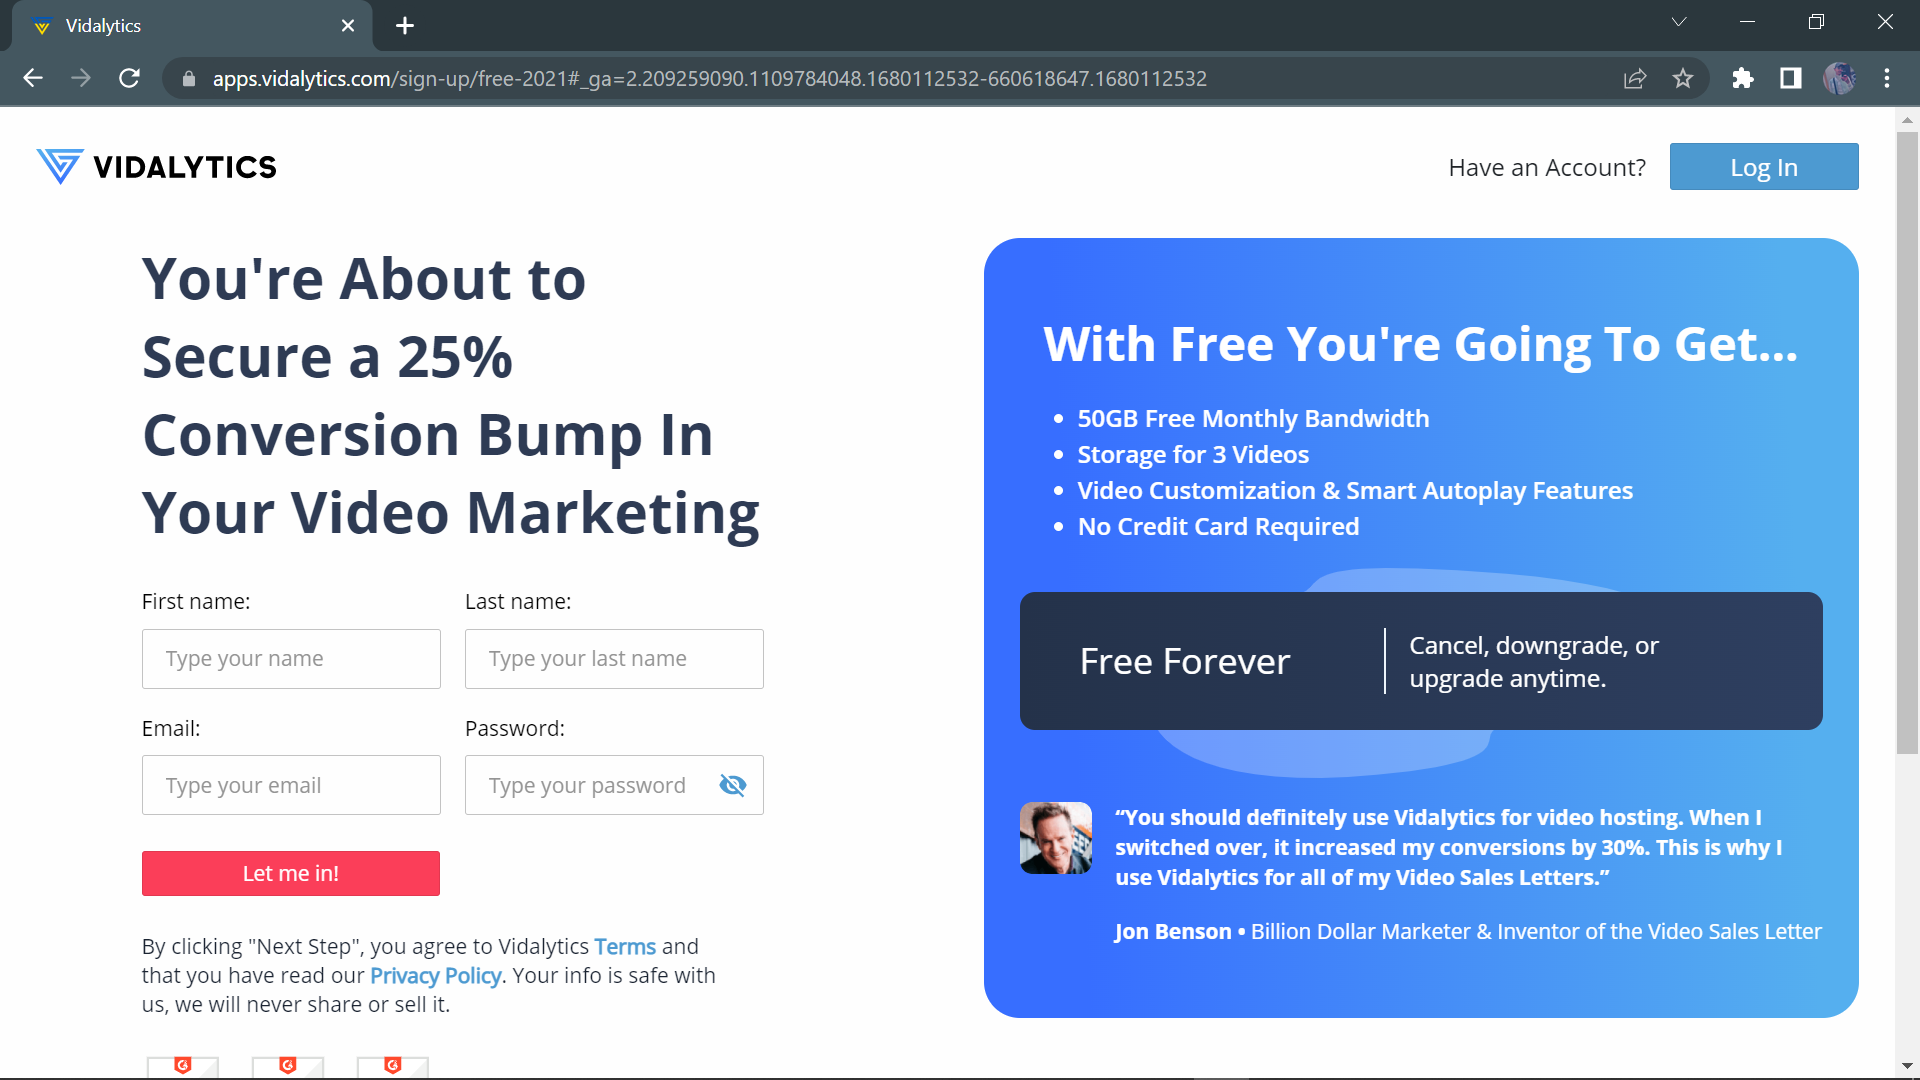 Vidalytics
apps.vidalytics.com/sign-up/free-2021#_ga=2.209259090.1109784048.1680112532-660618647.1680112532
VIDALYTICS
Have an Account?
Log In
You're About to
Secure a 25%
Conversion Bump In
Your Video Marketing
First name:
Last name:
Type your name
Type your last name
Email:
Password:
Type your email
Type your password
Let me in!
By clicking "Next Step", you agree to Vidalytics Terms and
that you have read our Privacy Policy. Your info is safe with
us, we will never share or sell it.
With Free You're Going To Get...
• 50GB Free Monthly Bandwidth
• Storage for 3 Videos
• Video Customization & Smart Autoplay Features
• No Credit Card Required
Free Forever
Cancel, downgrade, or
upgrade anytime.
“You should definitely use Vidalytics for video hosting. When I
switched over, it increased my conversions by 30%. This is why I
use Vidalytics for all of my Video Sales Letters.”
Jon Benson • Billion Dollar Marketer & Inventor of the Video Sales Letter